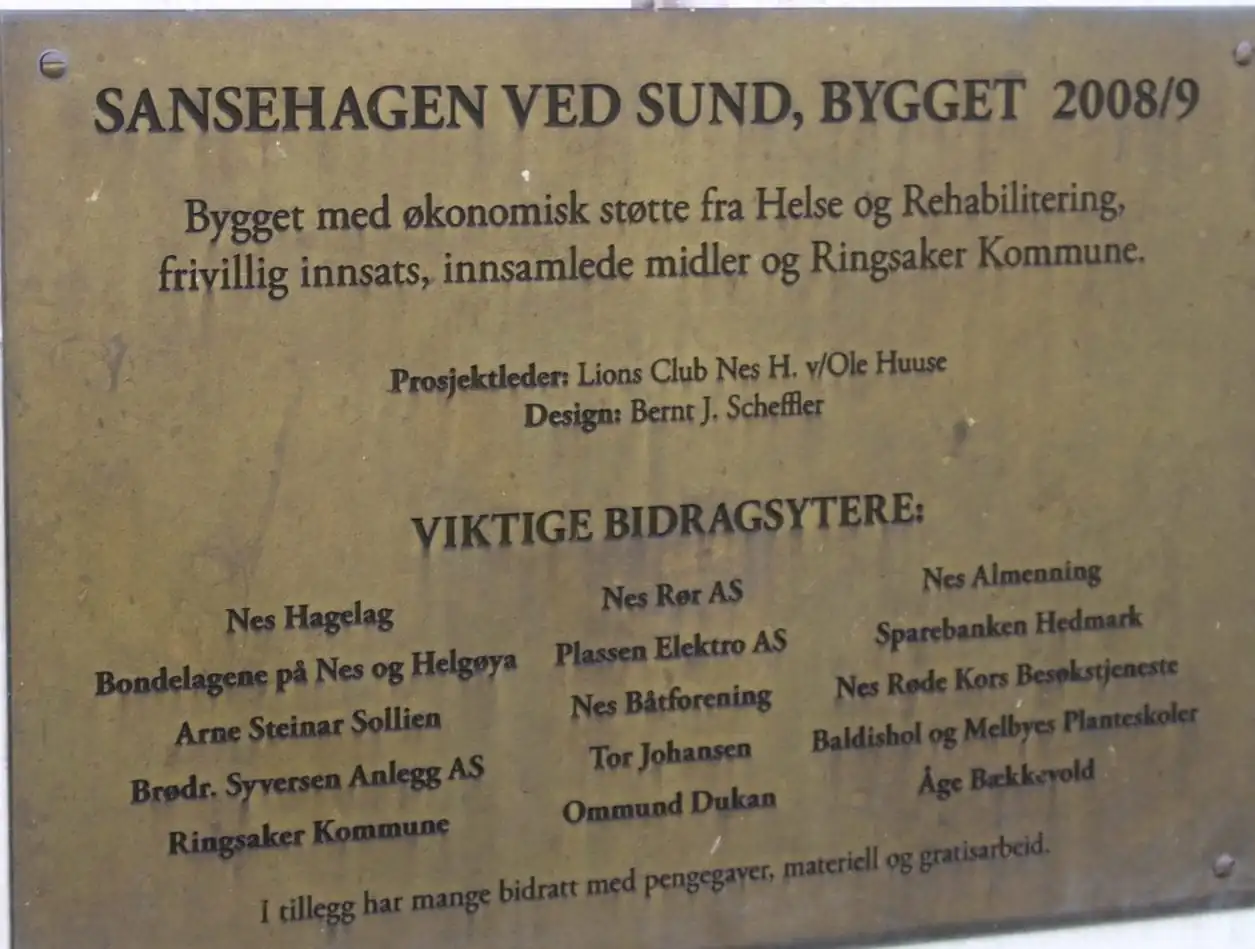 SANSEHAGEN VED SUND, BYGGET 2008/9
Bygget med økonomisk støtte fra Helse og Rehabilitering,
frivillig innsats, innsamlede midler og Ringsaker Kommune.
Prosjektleder: Lions Club Nes H. v/Ole Huuse
Design: Bernt J. Scheffler
VIKTIGE BIDRAGSYTERE:
Nes Hagelag
Bondelagene på Nes og Helgøya
Arne Steinar Sollien
Brødr. Syversen Anlegg AS
Ringsaker Kommune
Nes Rør AS
Plassen Elektro AS
Nes Båtforening
Tor Johansen
Ommund Dukan
Nes Almenning
Sparebanken Hedmark
Nes Røde Kors Besøkstjeneste
Baldishol og Melbyes Planteskoler
Åge Bækkevold
I tillegg har mange bidratt med pengegaver, materiell og gratisarbeid.